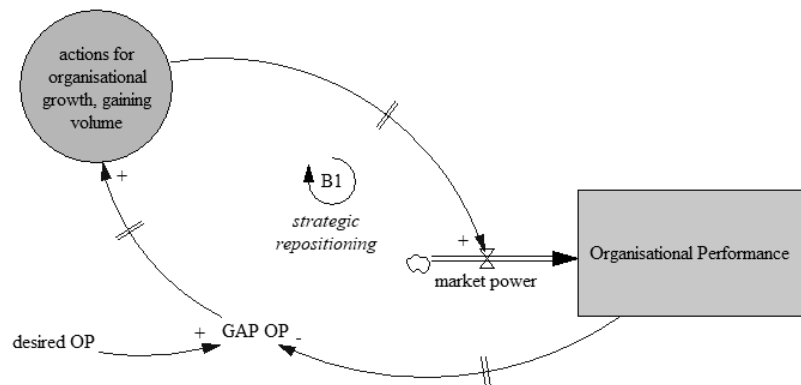 actions for
organisational
growth, gaining
volume
+
B1
strategic
repositioning
+
Organisational Performance
market power
desired OP
+
GAP OP
-